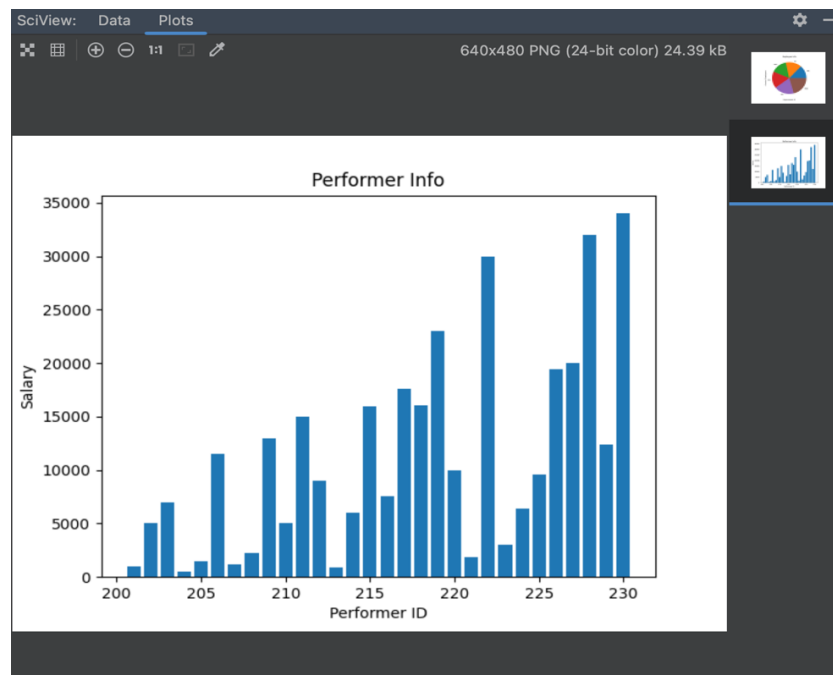 SciView: Data Plots
1:1 640x480 PNG (24-bit color) 24.39 kB
Performer Info
35000
30000
25000
20000
15000
10000
5000
0
Salary
200 205 210 215 220 225 230
Performer ID